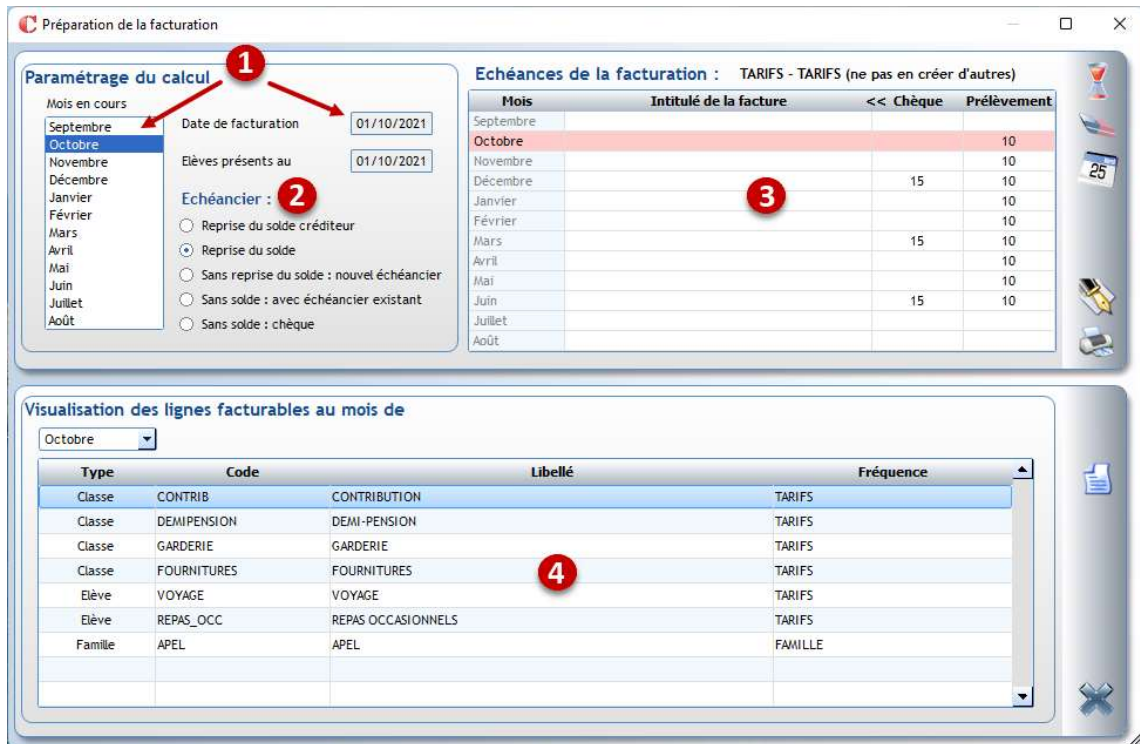 Préparation de la facturation
Paramétrage du calcul
1
Mois en cours
Septembre
Octobre
Novembre
Décembre
Janvier
Février
Mars
Avril
Mai
Juin
Juillet
Août
Date de facturation 01/10/2021
Elèves présents au 01/10/2021
Echéancier : 2
Reprise du solde créditeur
Reprise du solde
Sans reprise du solde : nouvel échéancier
Sans solde : avec échéancier existant
Sans solde : chèque
Echéances de la facturation : TARIFS - TARIFS (ne pas en créer d'autres)
Mois Intitulé de la facture << Chèque Prélèvement
Septembre
Octobre 10
Novembre 10
Décembre 15 10
Janvier 10
Février 10
Mars 15 10
Avril 10
Mai 10
Juin 15 10
Juillet
Août
3
25
Visualisation des lignes facturables au mois de
Octobre
Type Code Libellé Fréquence
Classe CONTRIB CONTRIBUTION TARIFS
Classe DEMIPENSION DEMI-PENSION TARIFS
Classe GARDERIE GARDERIE TARIFS
Classe FOURNITURES FOURNITURES TARIFS
Elève VOYAGE VOYAGE TARIFS
Elève REPAS_OCC REPAS OCCASIONNELS TARIFS
Famille APEL APEL FAMILLE
4